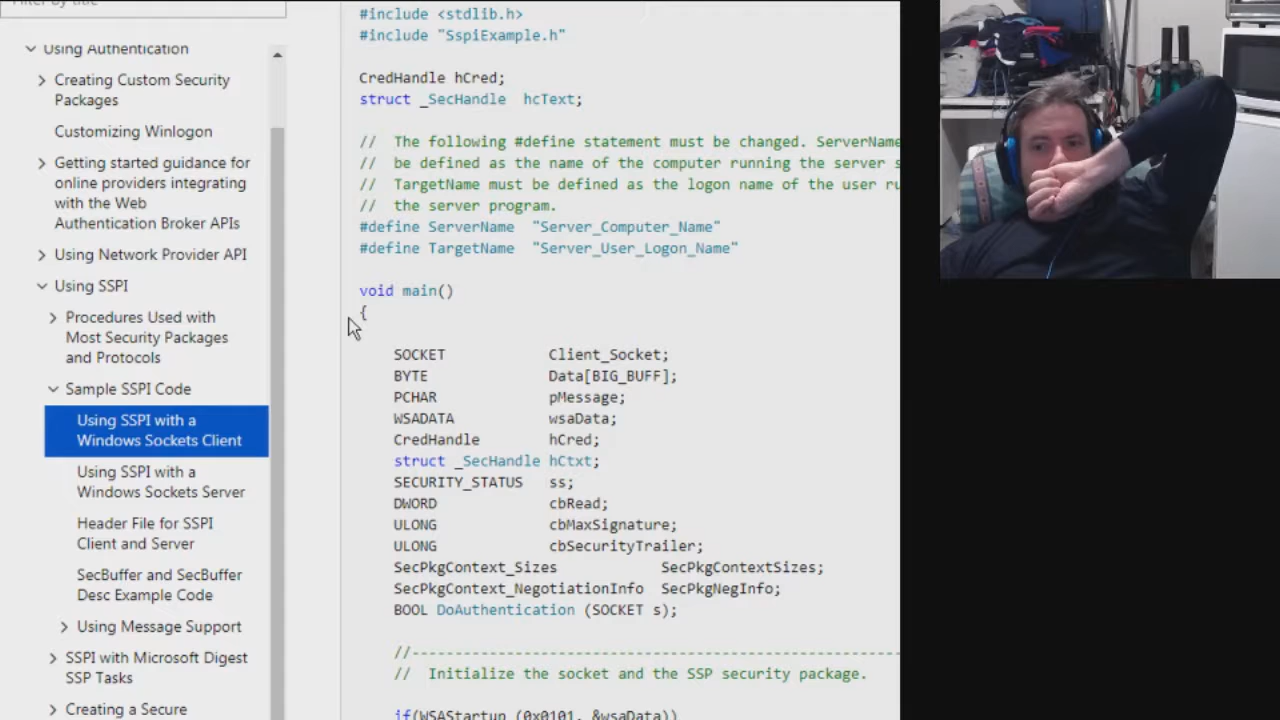 Filter by title
Using Authentication
Creating Custom Security
Packages
Customizing Winlogon
Getting started guidance for
online providers integrating
with the Web
Authentication Broker APIs
Using Network Provider API
Using SSPI
Procedures Used with
Most Security Packages
and Protocols
Sample SSPI Code
Using SSPI with a
Windows Sockets Client
Using SSPI with a
Windows Sockets Server
Header File for SSPI
Client and Server
SecBuffer and SecBuffer
Desc Example Code
Using Message Support
SSPI with Microsoft Digest
SSP Tasks
Creating a Secure
#include <stdlib.h>
#include "SspiExample.h"
CredHandle hCred;
struct _SecHandle hcText;
// The following #define statement must be changed. ServerName
// be defined as the name of the computer running the server s
// TargetName must be defined as the logon name of the user ru
// the server program.
#define ServerName "Server_Computer_Name"
#define TargetName "Server_User_Logon_Name"
void main()
{
SOCKET Client_Socket;
BYTE Data[BIG_BUFF];
PCHAR pMessage;
WSADATA wsaData;
CredHandle hCred;
struct _SecHandle hCtxt;
SECURITY_STATUS ss;
DWORD cbRead;
ULONG cbMaxSignature;
ULONG cbSecurityTrailer;
SecPkgContext_Sizes SecPkgContextSizes;
SecPkgContext_NegotiationInfo SecPkgNegInfo;
BOOL DoAuthentication (SOCKET s);
//-----------------------------------------------------------
// Initialize the socket and the SSP security package.
if(WSAStartup (0x0101, &wsaData))